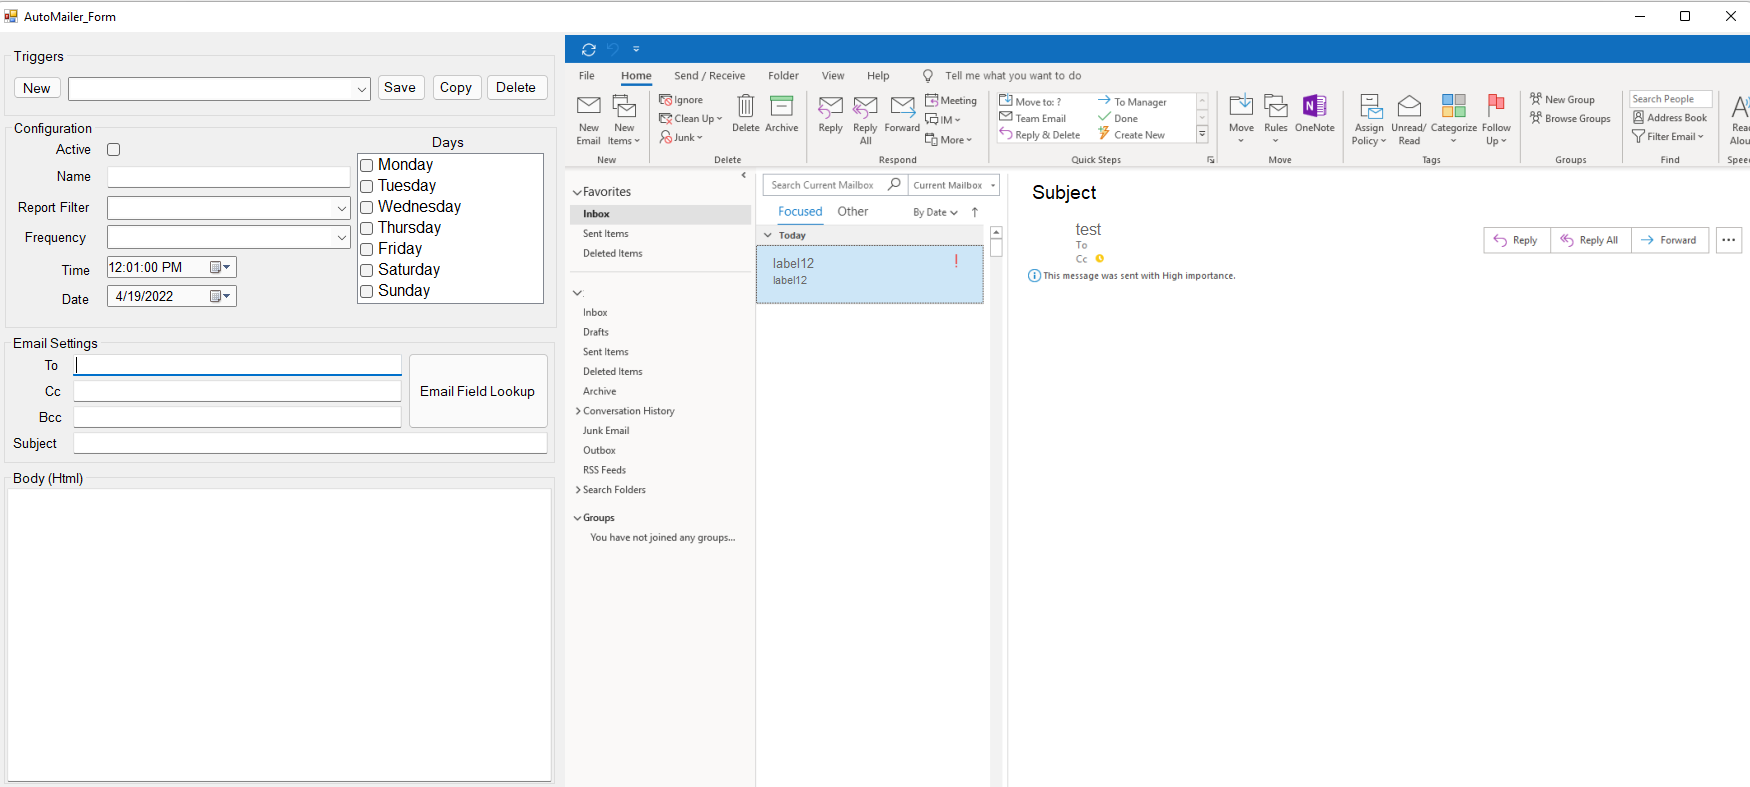 AutoMailer_Form
Triggers
New Save Copy Delete
Configuration
Active
Name
Report Filter
Frequency
Time 12:01:00 PM
Date 4/19/2022
Days
Monday
Tuesday
Wednesday
Thursday
Friday
Saturday
Sunday
Email Settings
To
Cc
Bcc
Email Field Lookup
Subject
Body (Html)
File Home Send / Receive Folder View Help Tell me what you want to do
New Email
New Items
New
Ignore
Clean Up
Junk
Delete
Archive
Delete
Reply
Reply All
Forward
Meeting
IM
More
Respond
Move to: ?
Team Email
Reply & Delete
To Manager
Done
Create New
Quick Steps
Move
Rules
OneNote
Move
Assign Policy
Unread/ Read
Categorize
Follow Up
Tags
New Group
Browse Groups
Groups
Search People
Address Book
Filter Email
Find
Favorites
Inbox
Sent Items
Deleted Items
Inbox
Drafts
Sent Items
Deleted Items
Archive
Conversation History
Junk Email
Outbox
RSS Feeds
Search Folders
Groups
You have not joined any groups...
Search Current Mailbox Current Mailbox
Focused Other By Date
Today
label12
label12
Subject
test
To
Cc
This message was sent with High importance.
Reply Reply All Forward